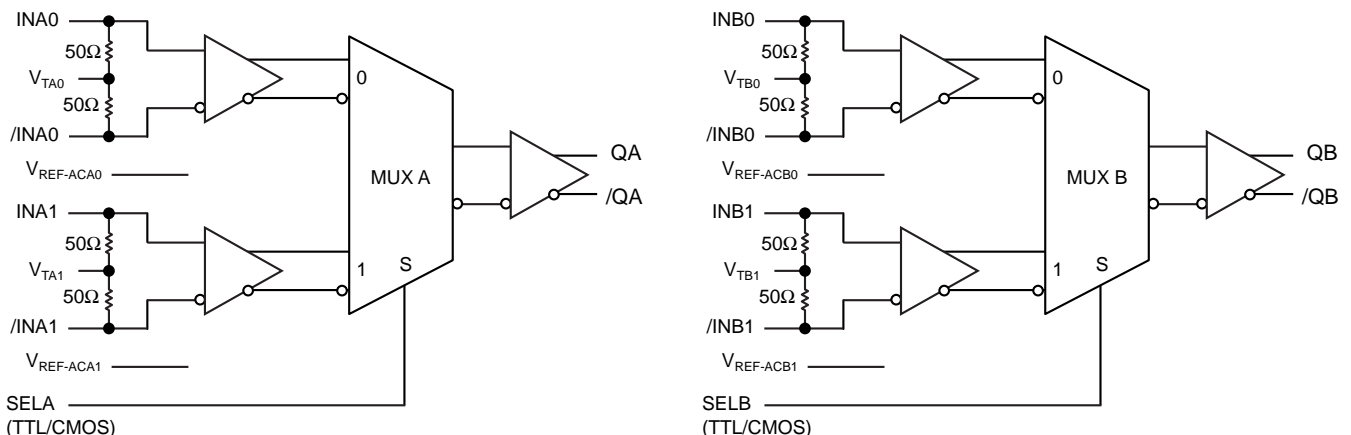 INA0
50Ω
VTA0
50Ω
/INA0
VREF-ACA0
INA1
50Ω
VTA1
50Ω
/INA1
VREF-ACA1
SELA
(TTL/CMOS)
0
MUX A
1
S
QA
/QA
INB0
50Ω
VTB0
50Ω
/INB0
VREF-ACB0
INB1
50Ω
VTB1
50Ω
/INB1
VREF-ACB1
SELB
(TTL/CMOS)
0
MUX B
1
S
QB
/QB